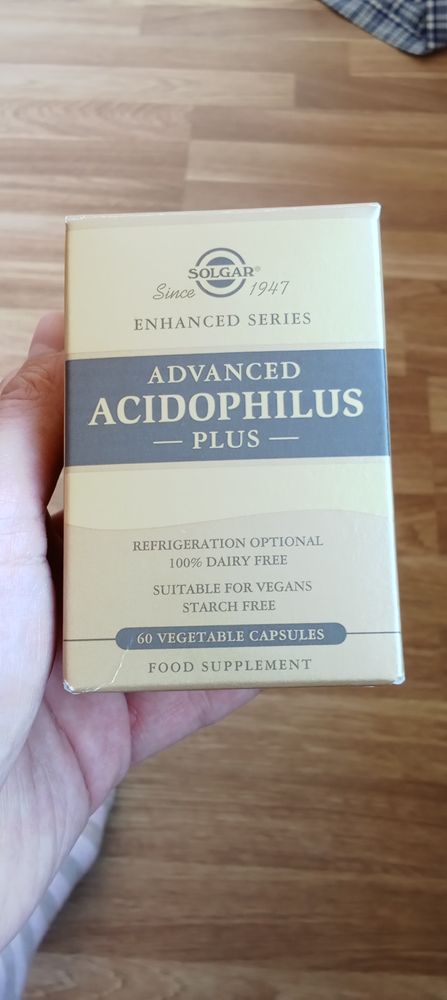 SOLGAR®
Since 1947
ENHANCED SERIES
ADVANCED
ACIDOPHILUS
— PLUS —
REFRIGERATION OPTIONAL
100% DAIRY FREE
SUITABLE FOR VEGANS
STARCH FREE
60 VEGETABLE CAPSULES
FOOD SUPPLEMENT